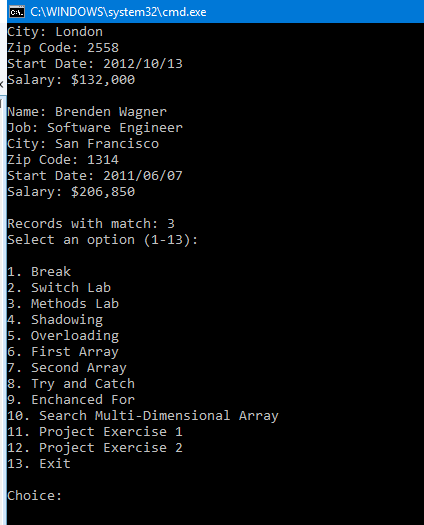 C:\WINDOWS\system32\cmd.exe
City: London
Zip Code: 2558
Start Date: 2012/10/13
Salary: $132,000
Name: Brenden Wagner
Job: Software Engineer
City: San Francisco
Zip Code: 1314
Start Date: 2011/06/07
Salary: $206,850
Records with match: 3
Select an option (1-13):
1. Break
2. Switch Lab
3. Methods Lab
4. Shadowing
5. Overloading
6. First Array
7. Second Array
8. Try and Catch
9. Enchanced For
10. Search Multi-Dimensional Array
11. Project Exercise 1
12. Project Exercise 2
13. Exit
Choice: